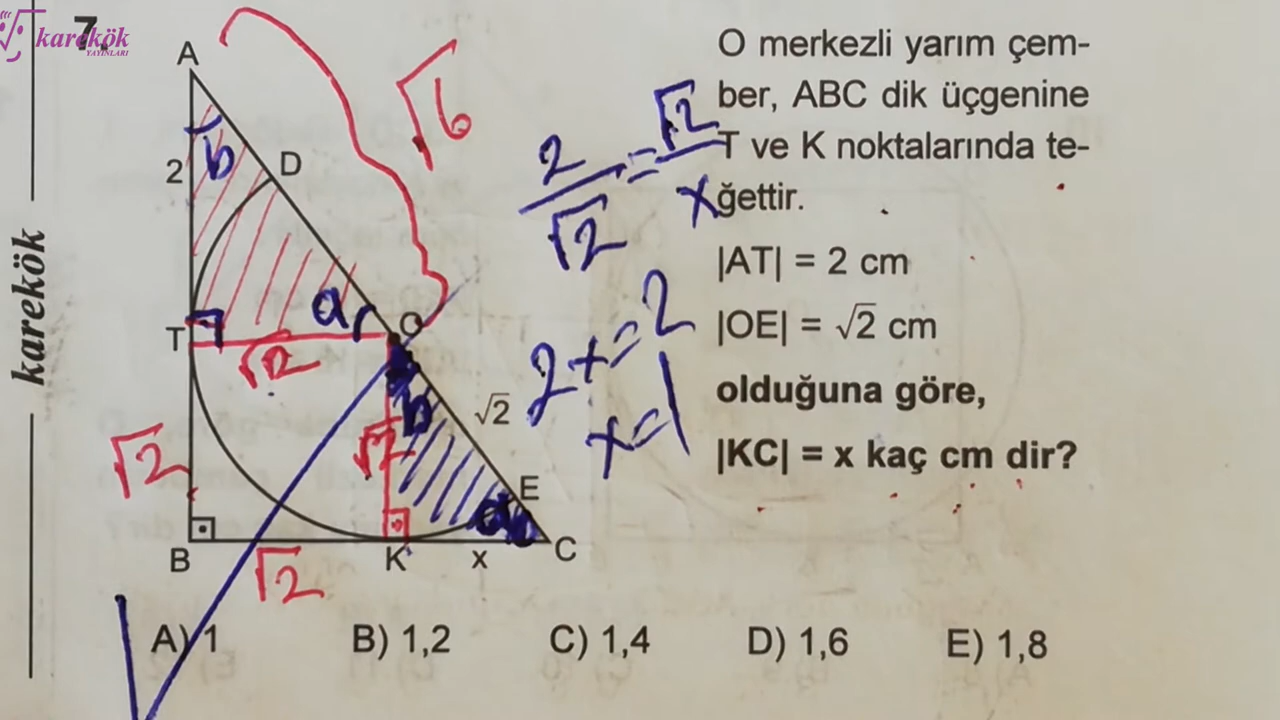 7.
karekök
YAYINLARI
karekök
O merkezli yarım çem-
ber, ABC dik üçgenine
T ve K noktalarında te-
ğettir.
|AT| = 2 cm
|OE| = √2 cm
olduğuna göre,
|KC| = x kaç cm dir?
A
2
b
D
√6
a
O
T
√2
√2
b
√2
√2
E
a
B
√2
K
x
C
2/√2 = √2/x
2x = 2
x = 1
A) 1
B) 1,2
C) 1,4
D) 1,6
E) 1,8